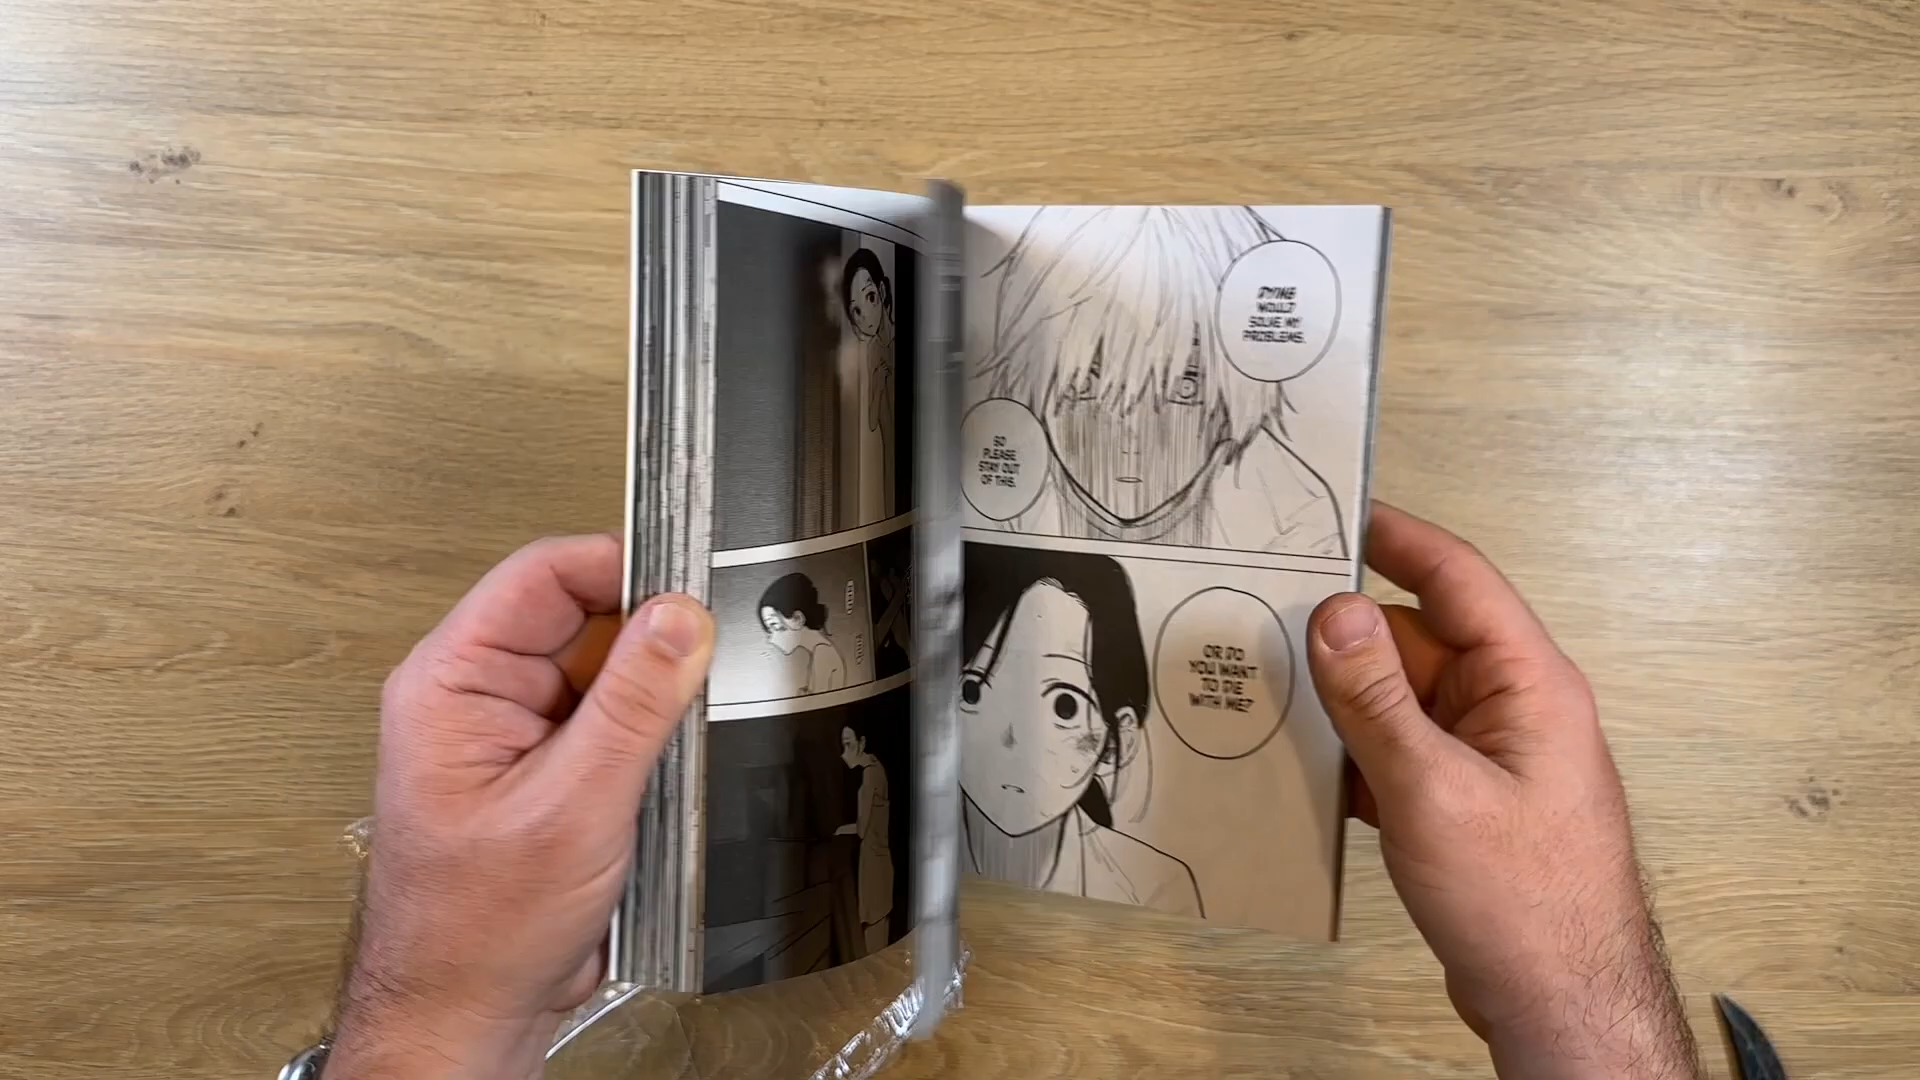 DYING
WOULD
SOLVE MY
PROBLEMS.
SO
PLEASE
STAY OUT
OF THIS.
OR DO
YOU WANT
TO DIE
WITH ME?